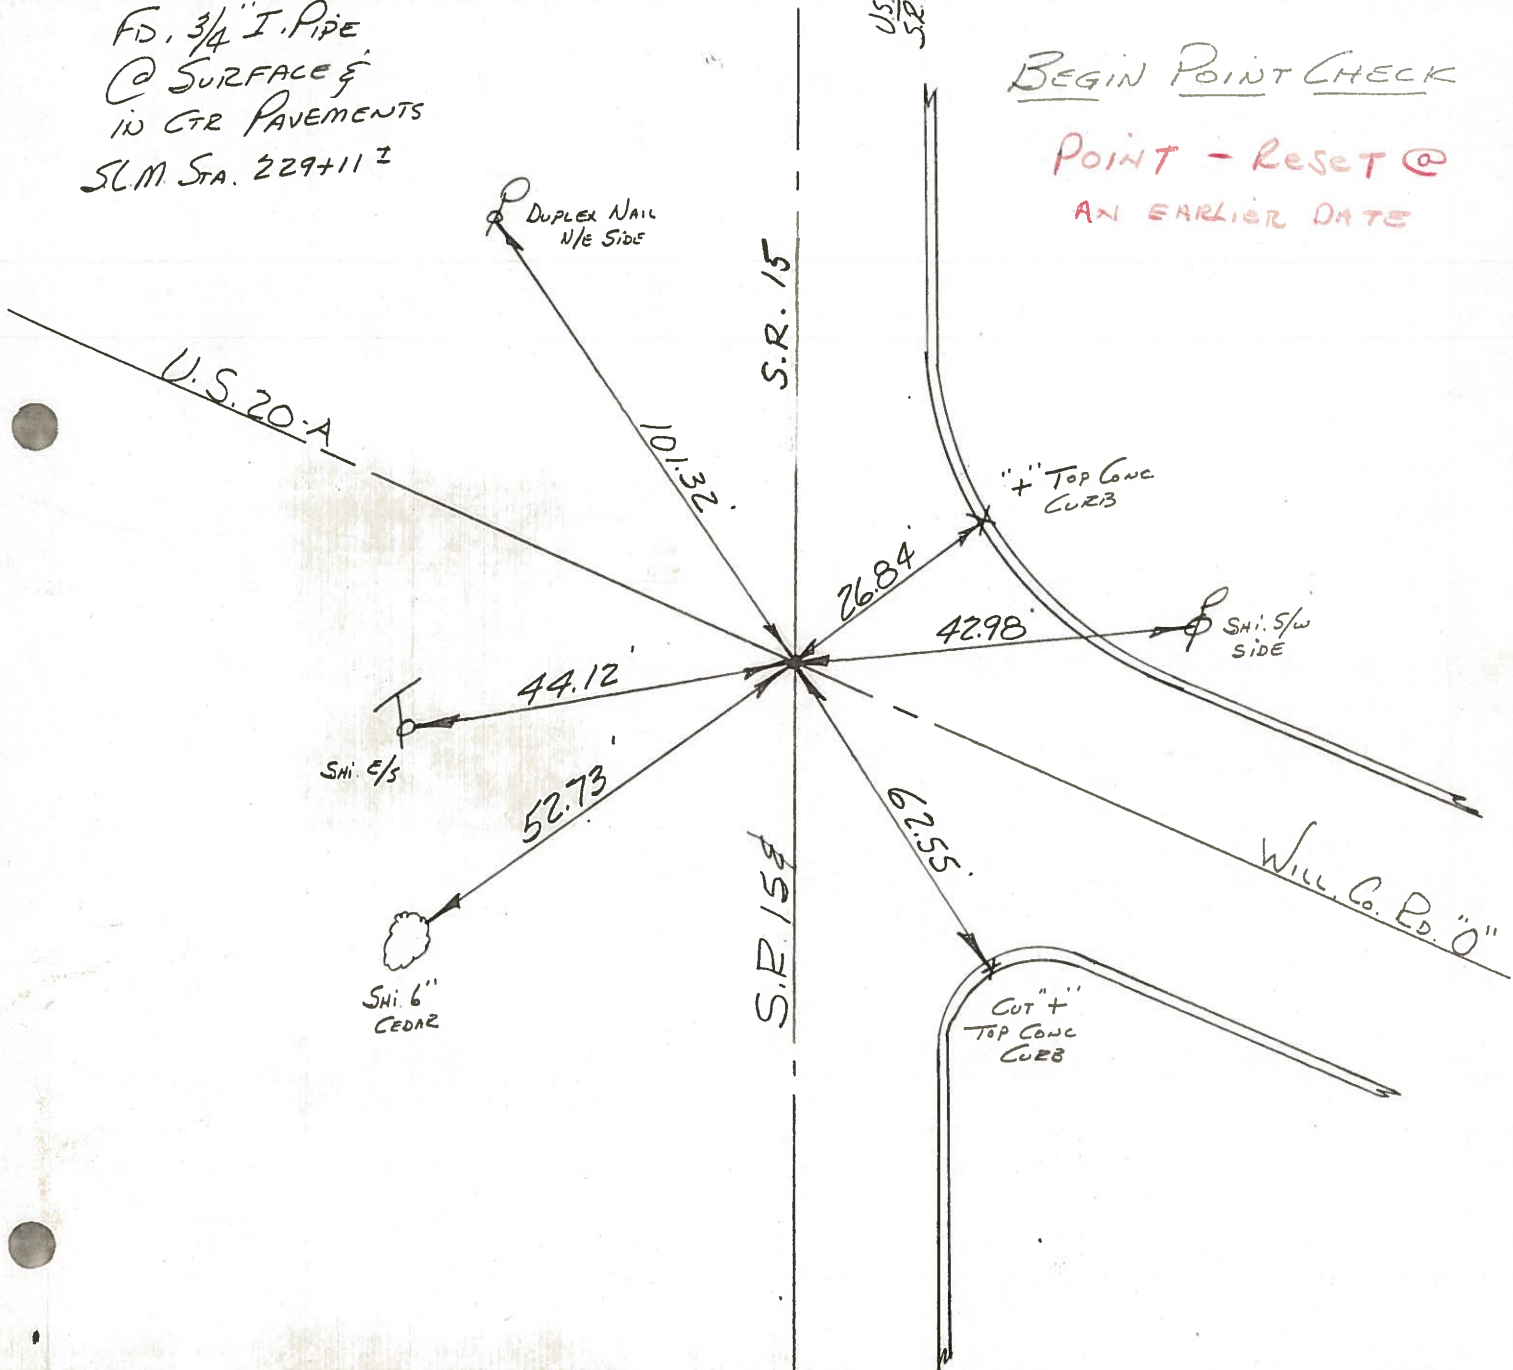 FD. 3/4" I. PIPE
@ SURFACE &
IN CTR PAVEMENTS
SLM STA. 229+11 ±
U.S.
S.R.
BEGIN POINT CHECK
POINT - RESET @
AN EARLIER DATE
DUPLEX NAIL
N/E SIDE
S.R. 15
U.S. 20-A
101.32'
"+" TOP CONC
CURB
26.84'
42.98'
SHI. S/W
SIDE
44.12'
SHI. E/S
52.73'
62.55'
S.R. 15
WILL. CO. RD. "O"
SHI. 6"
CEDAR
CUT "+"
TOP CONC
CURB